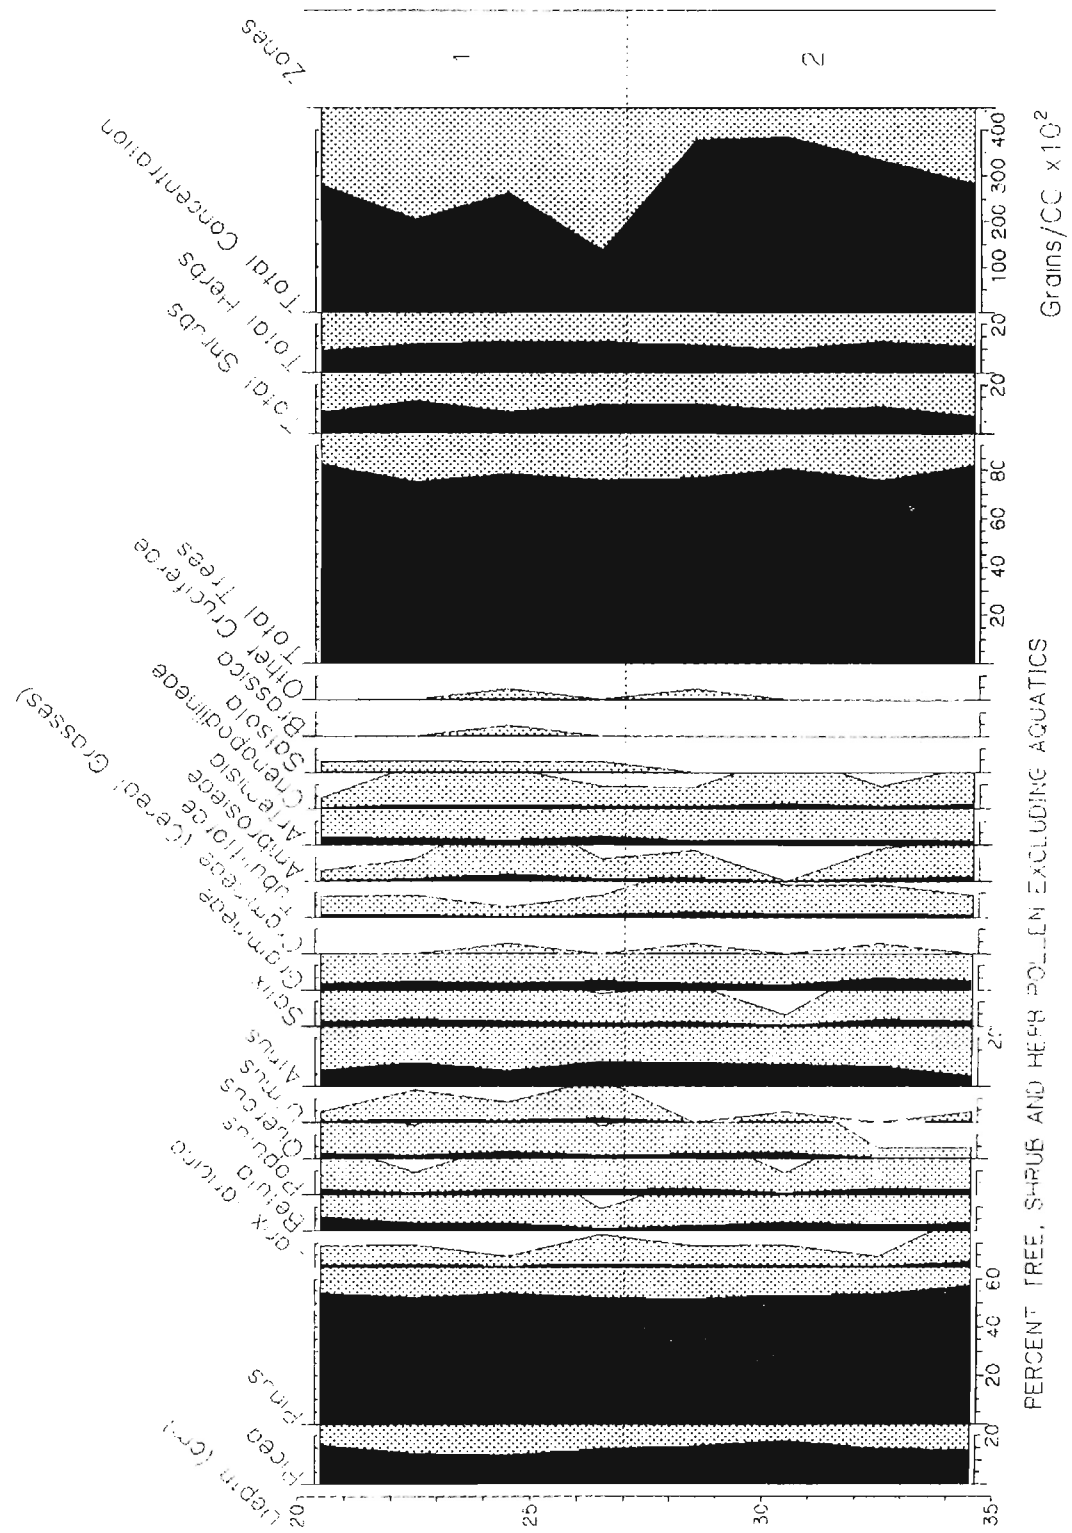 Depth (cm)
Picea
Pinus
Larix laricina
Betula
Populus
Quercus
Ulmus
Alnus
Salix
Gramineae
Gramineae (Cereal Grasses)
Tubuliflorae
Ambrosieae
Artemisia
Chenopodiineae
Salsola
Brassica
Other Cruciferae
Total Trees
Total Shrubs
Total Herbs
Total Concentration
Zones
1
2
20
25
30
35
20
20 40 60
20
20 40 60 80
20
20
100 200 300 400
PERCENT TREE, SHRUB AND HERB POLLEN EXCLUDING AQUATICS
Grains/CC x10²